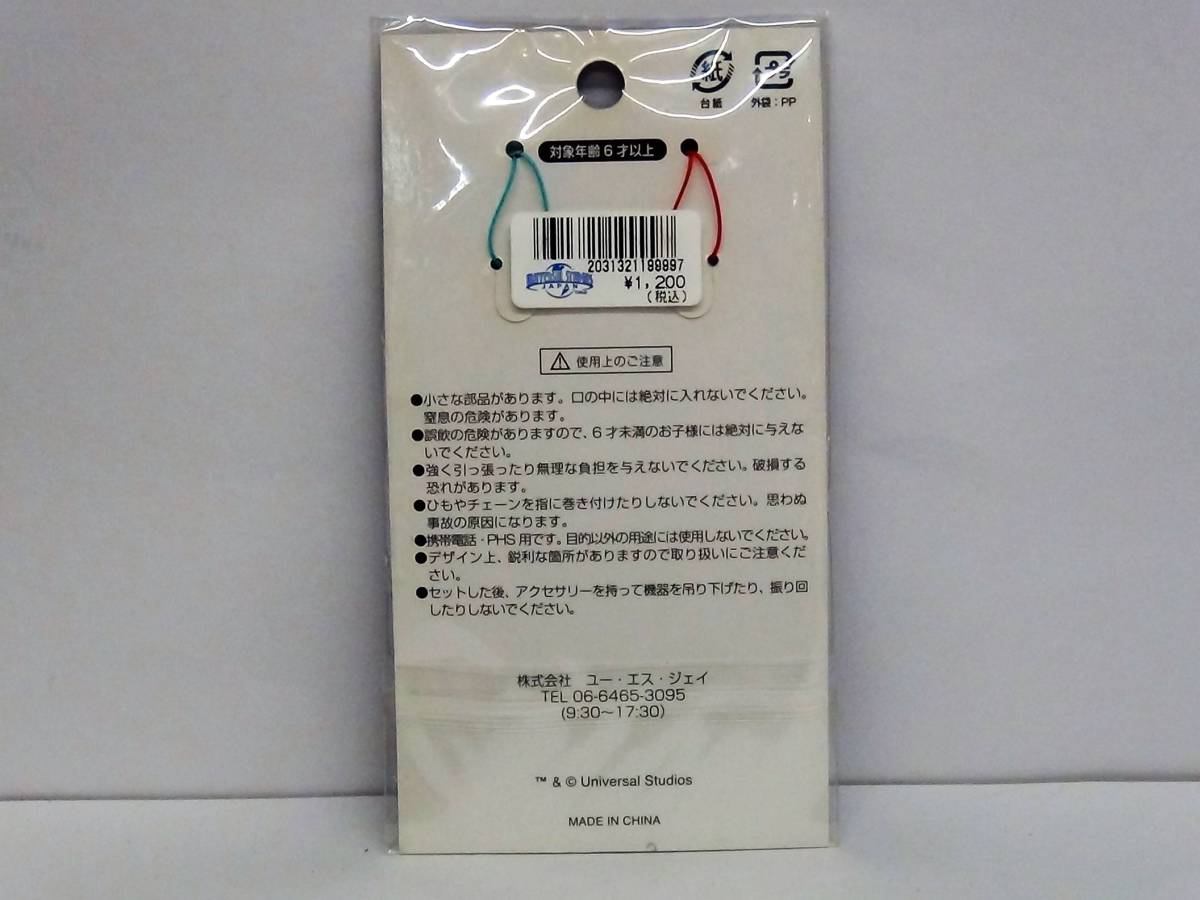 紙
台紙
プラ
外袋：PP
対象年齢6才以上
2031321199997
JAPAN
¥1,200
(税込)
使用上のご注意
●小さな部品があります。口の中には絶対に入れないでください。
窒息の危険があります。
●誤飲の危険がありますので、6才未満のお子様には絶対に与えな
いでください。
●強く引っ張ったり無理な負担を与えないでください。破損する
恐れがあります。
●ひもやチェーンを指に巻き付けたりしないでください。思わぬ
事故の原因になります。
●携帯電話・PHS用です。目的以外の用途には使用しないでください。
●デザイン上、鋭利な箇所がありますので取り扱いにご注意くだ
さい。
●セットした後、アクセサリーを持って機器を吊り下げたり、振り回
したりしないでください。
株式会社 ユー・エス・ジェイ
TEL 06-6465-3095
(9:30〜17:30)
™ & © Universal Studios
MADE IN CHINA